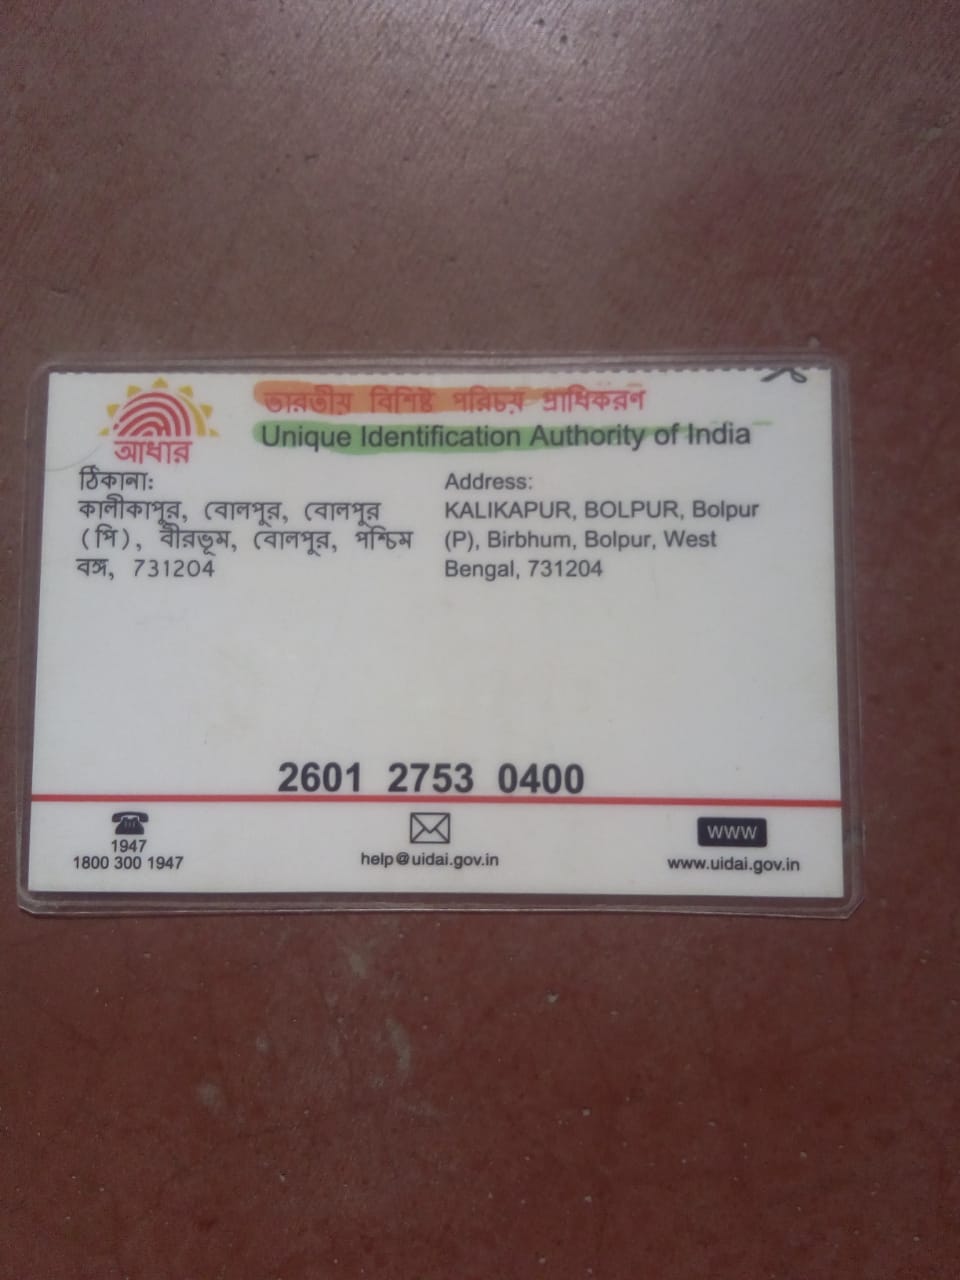 ভারতীয় বিশিষ্ট পরিচয় প্রাধিকরণ
Unique Identification Authority of India
আধার
ঠিকানা:
কালীকাপুর, বোলপুর, বোলপুর
(পি), বীরভূম, বোলপুর, পশ্চিম
বঙ্গ, 731204
Address:
KALIKAPUR, BOLPUR, Bolpur
(P), Birbhum, Bolpur, West
Bengal, 731204
2601 2753 0400
1947
1800 300 1947
help@uidai.gov.in
WWW
www.uidai.gov.in